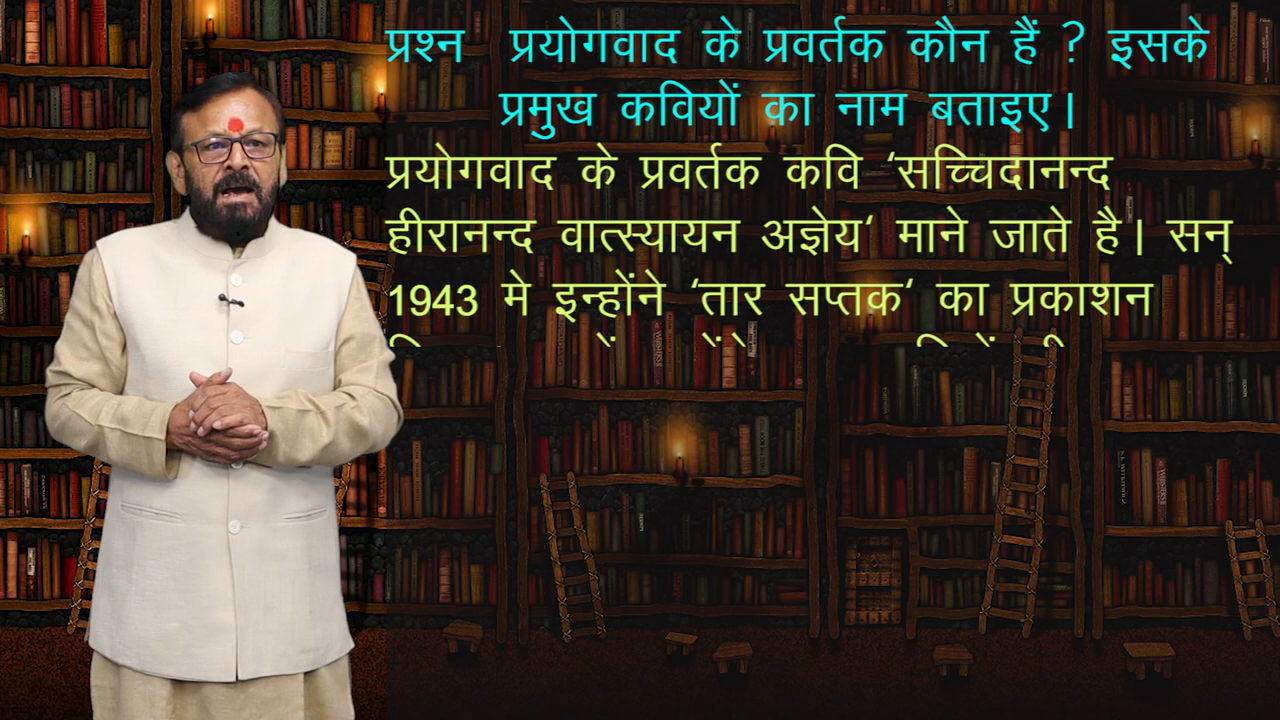 प्रश्न प्रयोगवाद के प्रवर्तक कौन हैं ? इसके
प्रमुख कवियों का नाम बताइए।
प्रयोगवाद के प्रवर्तक कवि ‘सच्चिदानन्द
हीरानन्द वात्स्यायन अज्ञेय‘ माने जाते है। सन्
1943 मे इन्होंने ‘तार सप्तक‘ का प्रकाशन